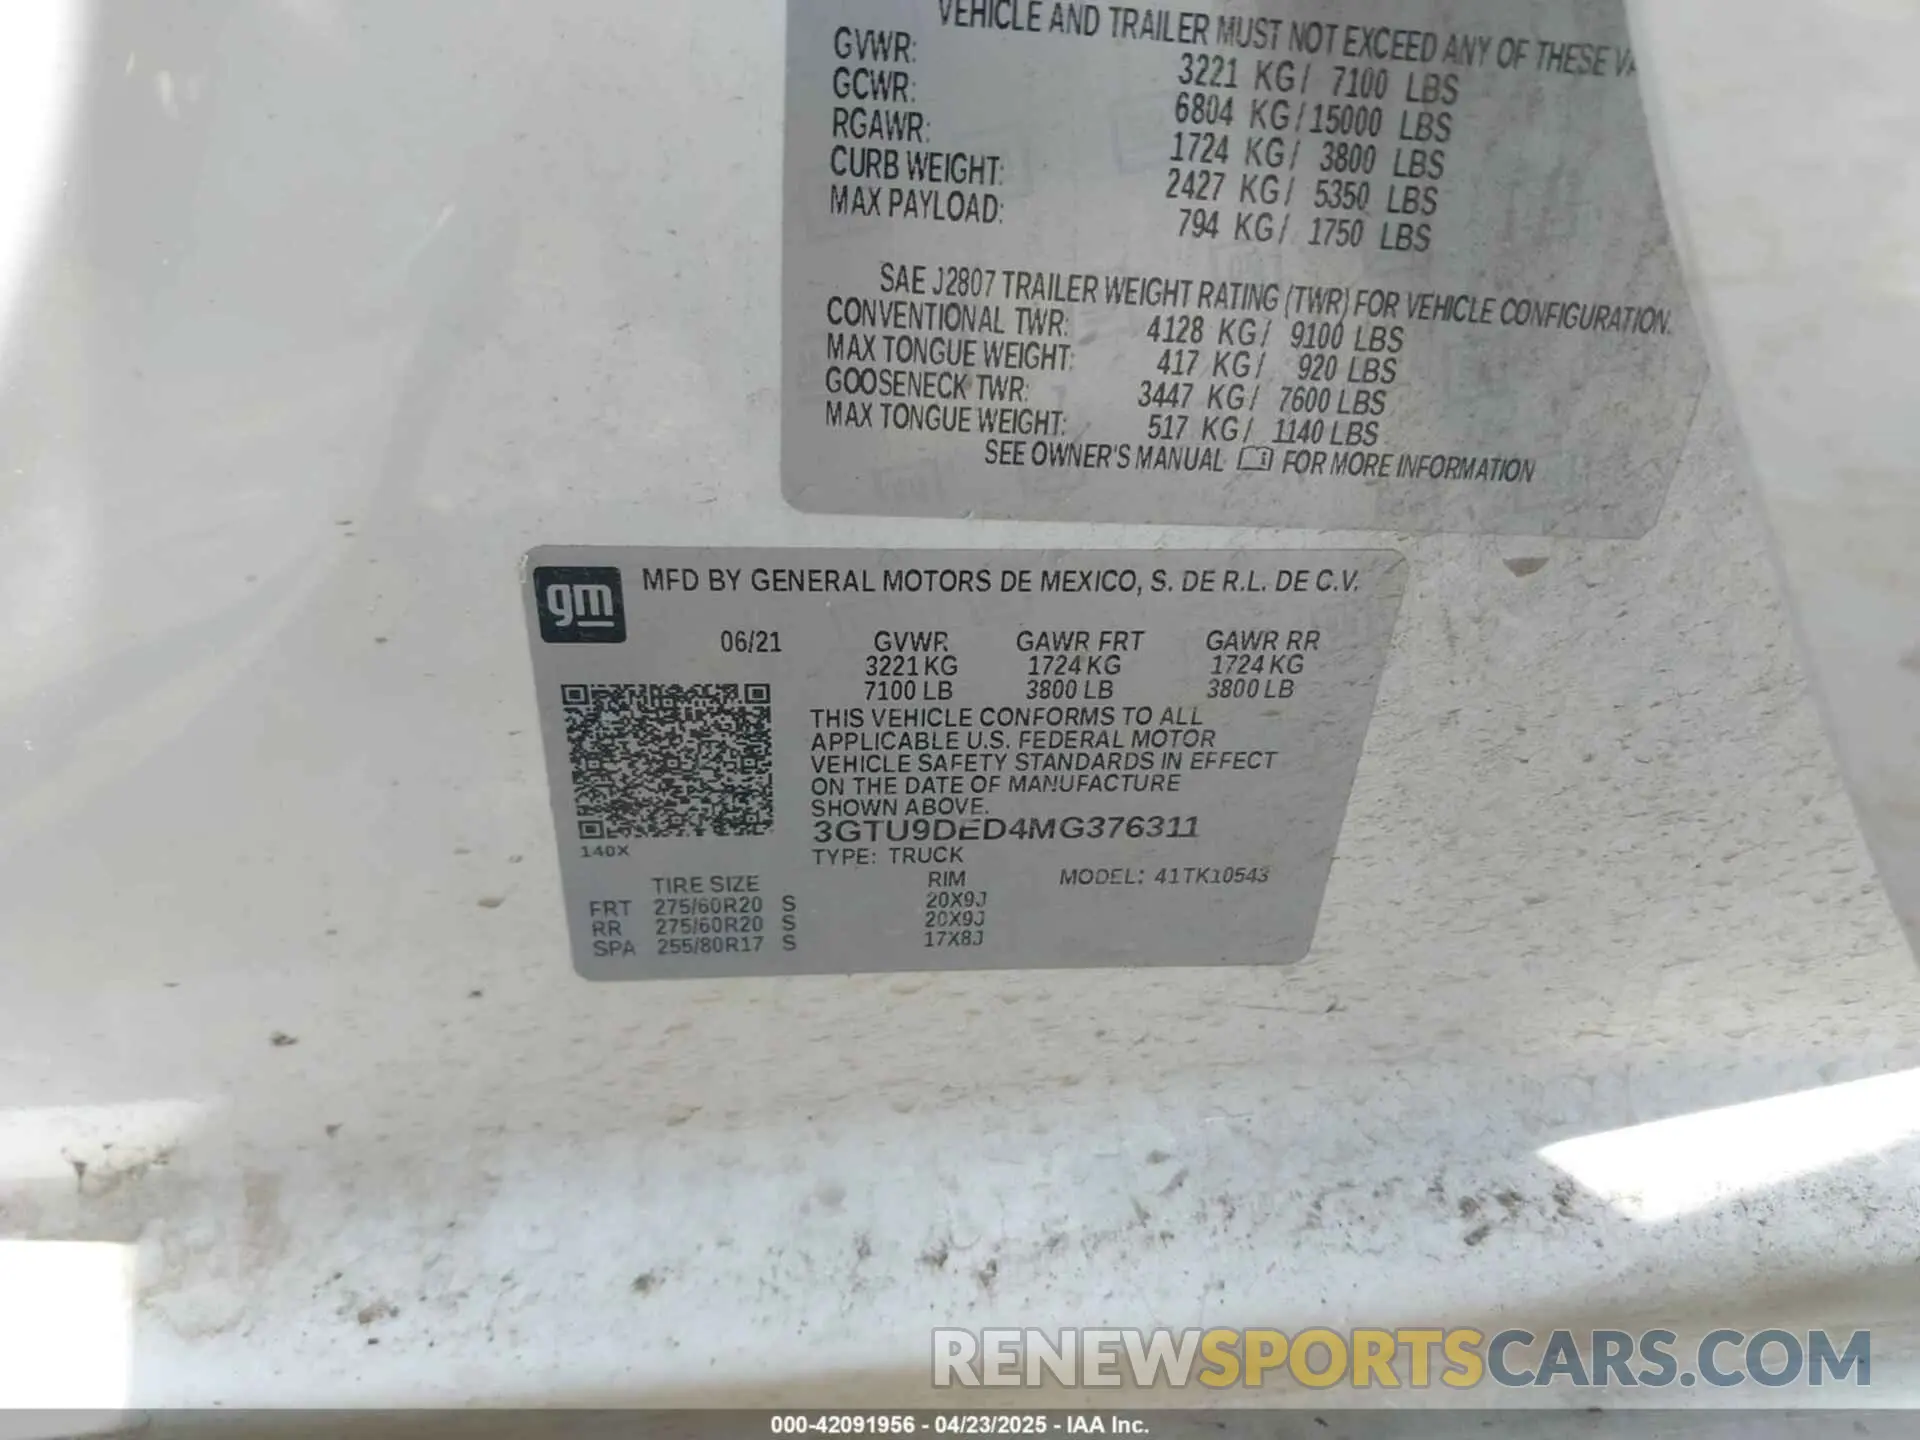 VEHICLE AND TRAILER MUST NOT EXCEED ANY OF THESE
GVWR: 3221 KG/ 7100 LBS
GCWR: 6804 KG/15000 LBS
RGAWR: 1724 KG/ 3800 LBS
CURB WEIGHT: 2427 KG/ 5350 LBS
MAX PAYLOAD: 794 KG/ 1750 LBS
SAE J2807 TRAILER WEIGHT RATING (TWR) FOR VEHICLE CONFIGURATION.
CONVENTIONAL TWR: 4128 KG/ 9100 LBS
MAX TONGUE WEIGHT: 417 KG/ 920 LBS
GOOSENECK TWR: 3447 KG/ 7600 LBS
MAX TONGUE WEIGHT: 517 KG/ 1140 LBS
SEE OWNER'S MANUAL FOR MORE INFORMATION
gm
MFD BY GENERAL MOTORS DE MEXICO, S. DE R.L. DE C.V.
06/21 GVWR GAWR FRT GAWR RR
3221 KG 1724 KG 1724 KG
7100 LB 3800 LB 3800 LB
THIS VEHICLE CONFORMS TO ALL
APPLICABLE U.S. FEDERAL MOTOR
VEHICLE SAFETY STANDARDS IN EFFECT
ON THE DATE OF MANUFACTURE
SHOWN ABOVE.
3GTU9DED4MG376311
140X
TYPE: TRUCK
TIRE SIZE RIM MODEL: 41TK10543
FRT 275/60R20 S 20X9J
RR 275/60R20 S 20X9J
SPA 255/80R17 S 17X8J
RENEWSPORTSCARS.COM
000-42091956 - 04/23/2025 - IAA Inc.